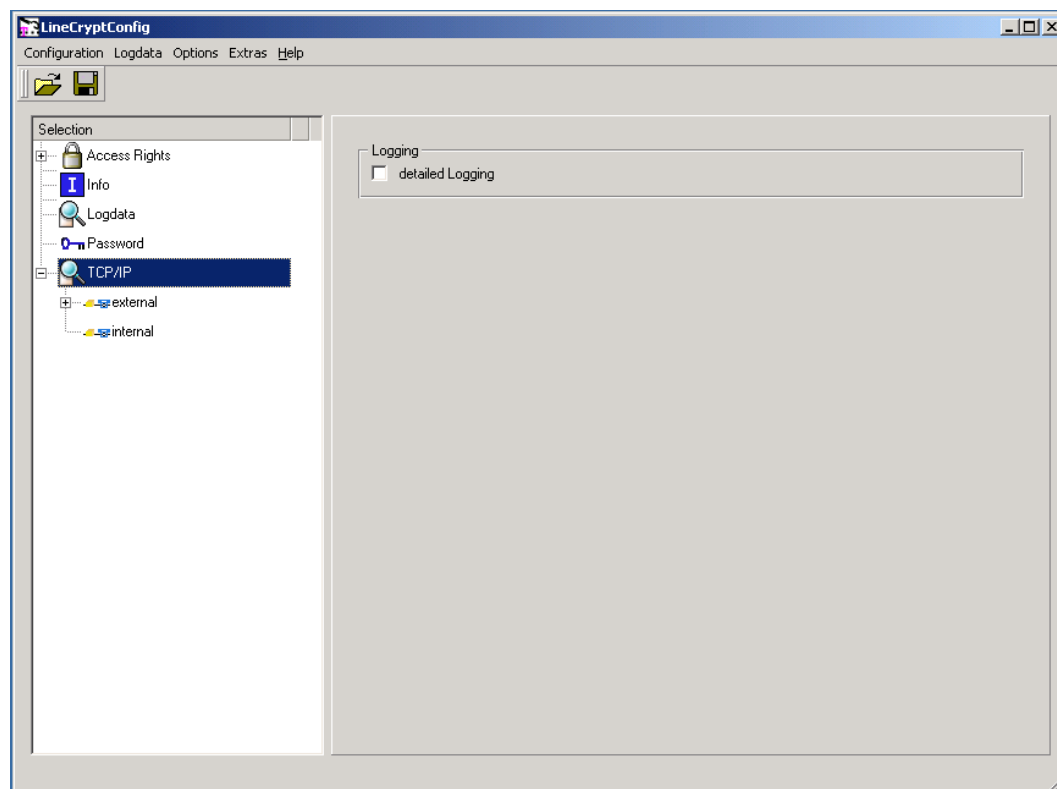 LineCryptConfig
Configuration Logdata Options Extras Help
Selection
Access Rights
I Info
Logdata
Password
TCP/IP
external
internal
Logging
detailed Logging